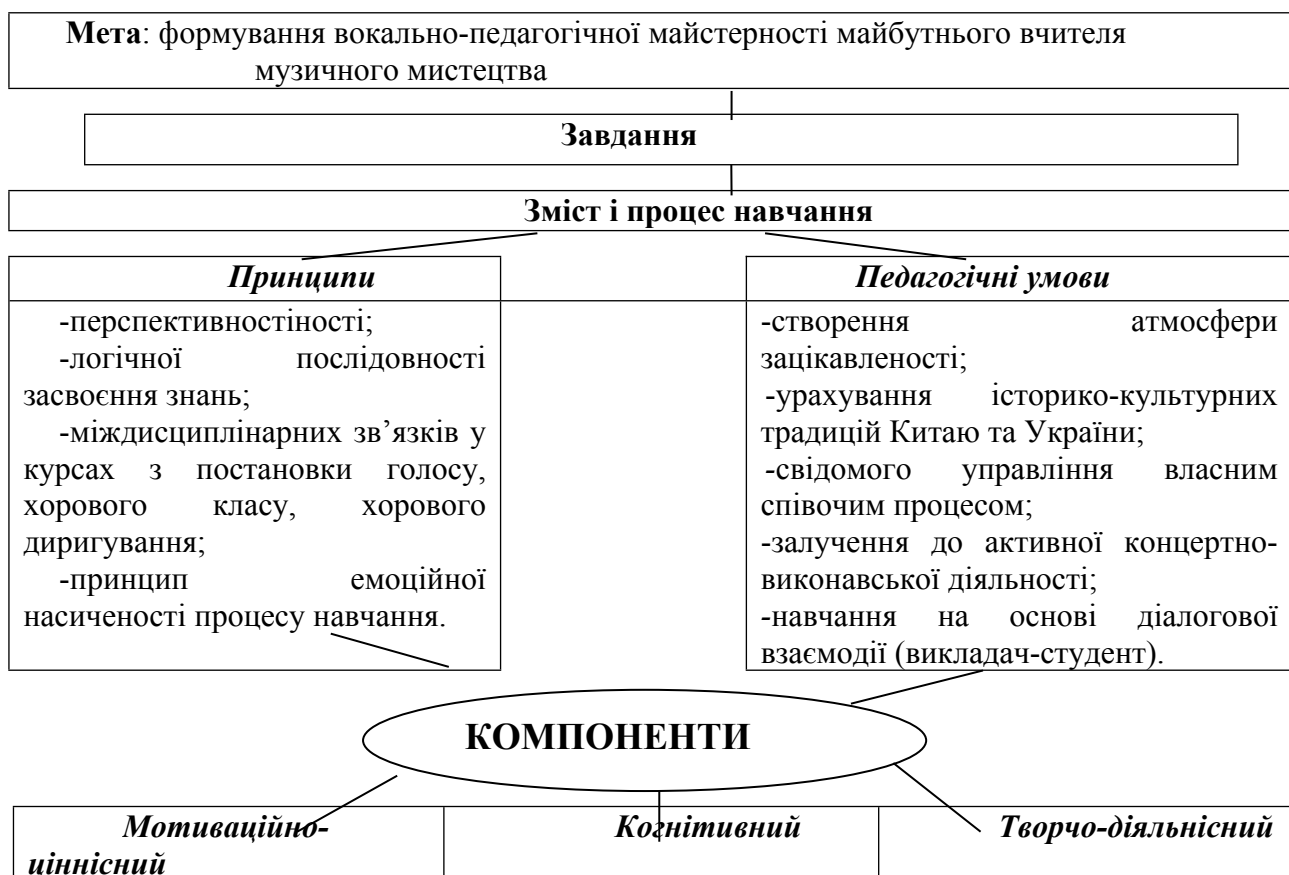 Мета: формування вокально-педагогічної майстерності майбутнього вчителя
музичного мистецтва
Завдання
Зміст і процес навчання
Принципи
-перспективностіності;
-логічної послідовності
засвоєння знань;
-міждисциплінарних зв’язків у
курсах з постановки голосу,
хорового класу, хорового
диригування;
-принцип емоційної
насиченості процесу навчання.
Педагогічні умови
-створення атмосфери
зацікавленості;
-урахування історико-культурних
традицій Китаю та України;
-свідомого управління власним
співочим процесом;
-залучення до активної концертно-
виконавської діяльності;
-навчання на основі діалогової
взаємодії (викладач-студент).
КОМПОНЕНТИ
Мотиваційно-
ціннісний
Когнітивний
Творчо-діяльнісний